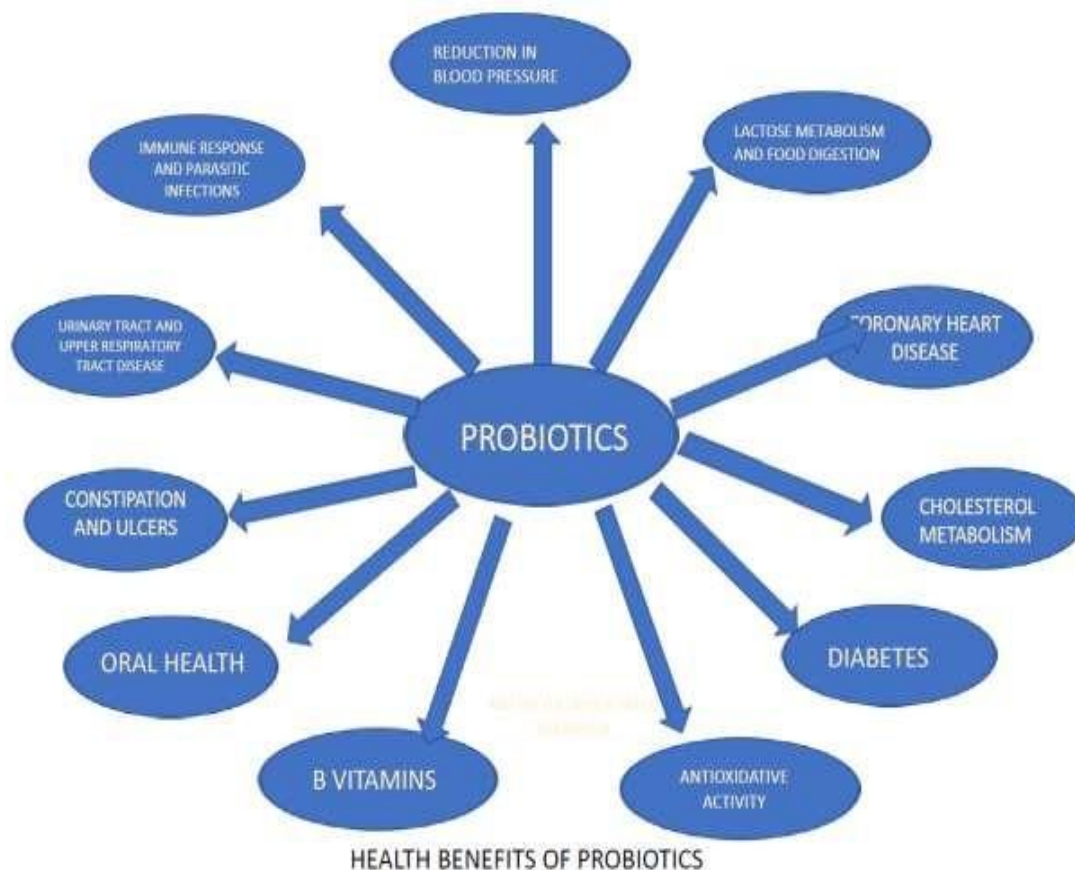 REDUCTION IN
BLOOD PRESSURE
LACTOSE METABOLISM
AND FOOD DIGESTION
IMMUNE RESPONSE
AND PARASITIC
INFECTIONS
CORONARY HEART
DISEASE
URINARY TRACT AND
UPPER RESPIRATORY
TRACT DISEASE
PROBIOTICS
CONSTIPATION
AND ULCERS
CHOLESTEROL
METABOLISM
ORAL HEALTH
DIABETES
B VITAMINS
ANTIOXIDATIVE
ACTIVITY
HEALTH BENEFITS OF PROBIOTICS